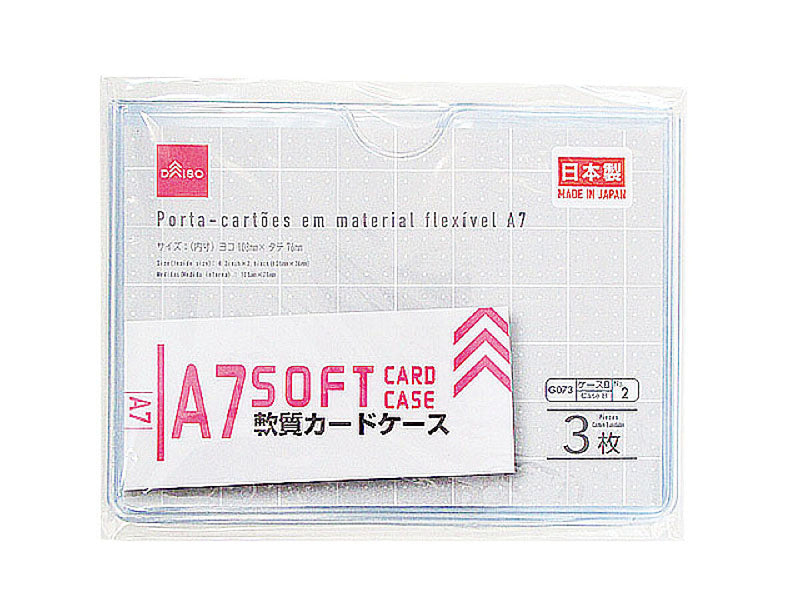 DAISO
日本製
MADE IN JAPAN
Porta-cartões em material flexível A7
サイズ:(内寸)ヨコ 108mm× タテ 76mm
A7
A7 SOFT CARD CASE
軟質カードケース
G073 ケースB No. 2
Case B
Pieces
3枚